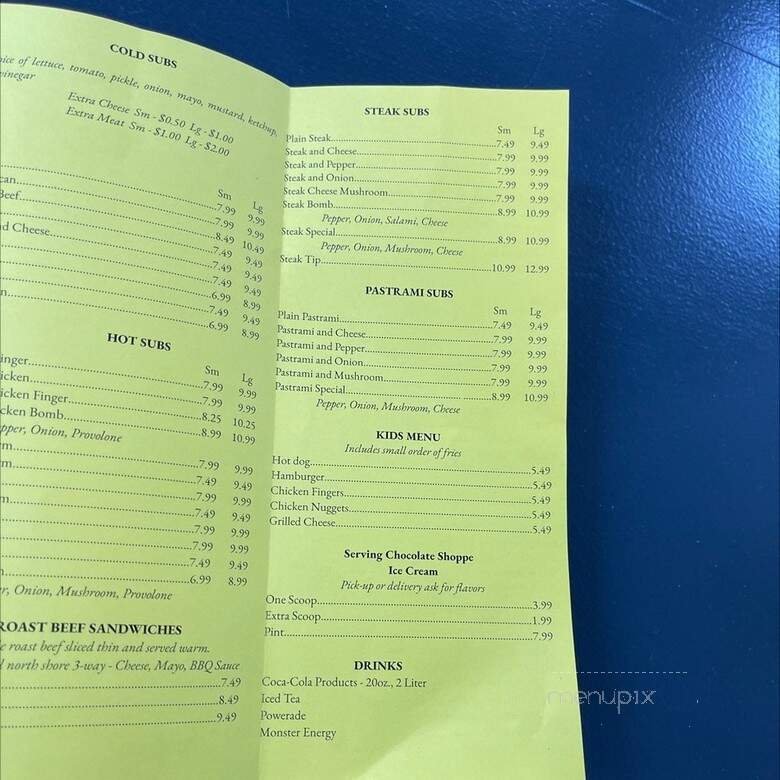 COLD SUBS
ice of lettuce, tomato, pickle, onion, mayo, mustard, ketchup,
vinegar
Extra Cheese Sm - $0.50 Lg - $1.00
Extra Meat Sm - $1.00 Lg - $2.00
Sm Lg
7.99 9.99
can 7.99 9.99
Beef 8.49 10.49
7.49 9.49
d Cheese 7.49 9.49
7.49 9.49
6.99 8.99
7.49 9.49
n 6.99 8.99
HOT SUBS
Sm Lg
inger 7.99 9.99
icken 7.99 9.99
icken Finger 8.25 10.25
cken Bomb 8.99 10.99
pper, Onion, Provolone
rm 7.99 9.99
m 7.49 9.49
7.99 9.99
m 7.49 9.49
7.99 9.99
7.99 9.99
7.49 9.49
6.99 8.99
er, Onion, Mushroom, Provolone
ROAST BEEF SANDWICHES
e roast beef sliced thin and served warm.
l north shore 3-way - Cheese, Mayo, BBQ Sauce
7.49
8.49
9.49
STEAK SUBS
Sm Lg
Plain Steak 7.49 9.49
Steak and Cheese 7.99 9.99
Steak and Pepper 7.99 9.99
Steak and Onion 7.99 9.99
Steak Cheese Mushroom 7.99 9.99
Steak Bomb 8.99 10.99
Pepper, Onion, Salami, Cheese
Steak Special 8.99 10.99
Pepper, Onion, Mushroom, Cheese
Steak Tip 10.99 12.99
PASTRAMI SUBS
Sm Lg
Plain Pastrami 7.49 9.49
Pastrami and Cheese 7.99 9.99
Pastrami and Pepper 7.99 9.99
Pastrami and Onion 7.99 9.99
Pastrami and Mushroom 7.99 9.99
Pastrami Special 8.99 10.99
Pepper, Onion, Mushroom, Cheese
KIDS MENU
Includes small order of fries
Hot dog 5.49
Hamburger 5.49
Chicken Fingers 5.49
Chicken Nuggets 5.49
Grilled Cheese 5.49
Serving Chocolate Shoppe
Ice Cream
Pick-up or delivery ask for flavors
One Scoop 3.99
Extra Scoop 1.99
Pint 7.99
DRINKS
Coca-Cola Products - 20oz., 2 Liter
Iced Tea
Powerade
Monster Energy
menupix